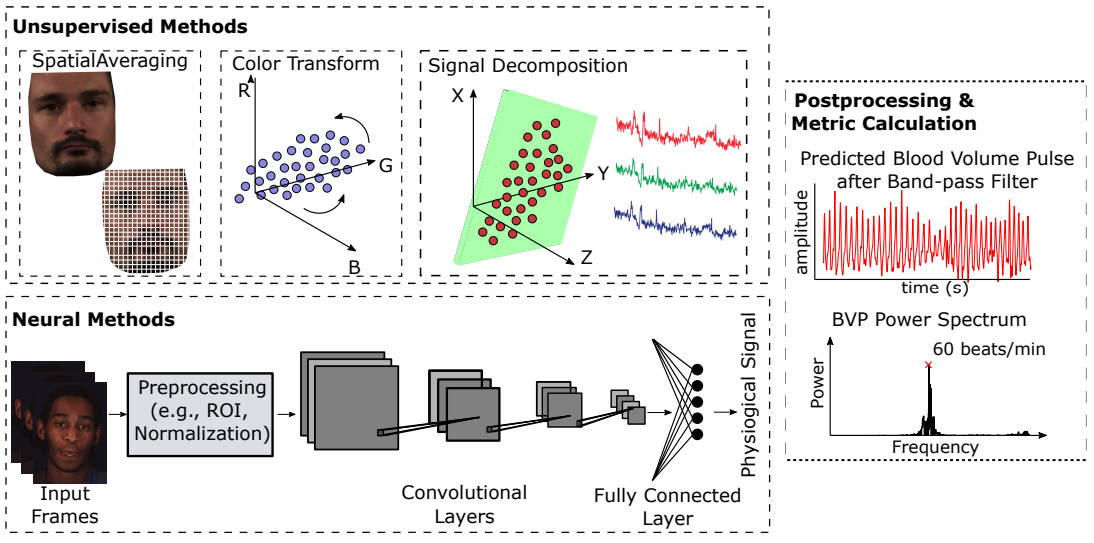 Unsupervised Methods
SpatialAveraging
Color Transform
R
G
B
Signal Decomposition
X
Y
Z
Neural Methods
Preprocessing
(e.g., ROI,
Normalization)
Input
Frames
Convolutional
Layers
Fully Connected
Layer
Physiogical Signal
Postprocessing &
Metric Calculation
Predicted Blood Volume Pulse
after Band-pass Filter
amplitude
time (s)
BVP Power Spectrum
60 beats/min
Power
Frequency